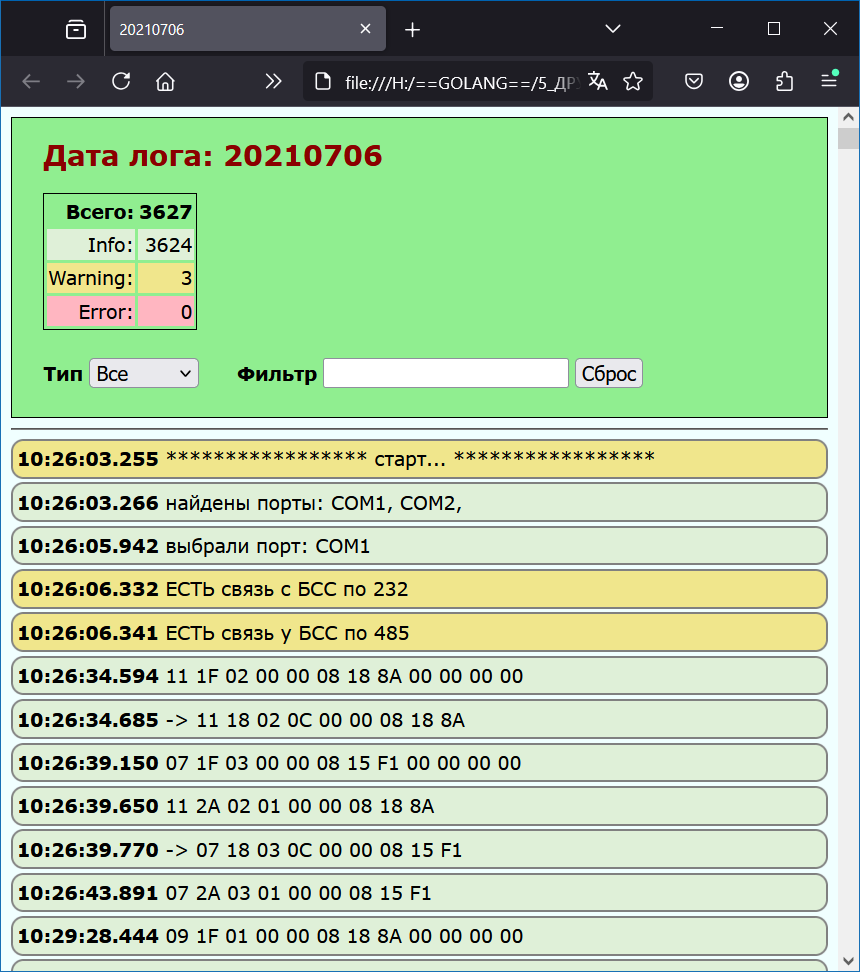 20210706
file:///H:/==GOLANG==/5_ДР
Дата лога: 20210706
Всего: 3627
Info: 3624
Warning: 3
Error: 0
Тип Все Фильтр Сброс
10:26:03.255 ***************** старт... *****************
10:26:03.266 найдены порты: COM1, COM2,
10:26:05.942 выбрали порт: COM1
10:26:06.332 ЕСТЬ связь с БСС по 232
10:26:06.341 ЕСТЬ связь у БСС по 485
10:26:34.594 11 1F 02 00 00 08 18 8A 00 00 00 00
10:26:34.685 -> 11 18 02 0C 00 00 08 18 8A
10:26:39.150 07 1F 03 00 00 08 15 F1 00 00 00 00
10:26:39.650 11 2A 02 01 00 00 08 18 8A
10:26:39.770 -> 07 18 03 0C 00 00 08 15 F1
10:26:43.891 07 2A 03 01 00 00 08 15 F1
10:29:28.444 09 1F 01 00 00 08 18 8A 00 00 00 00